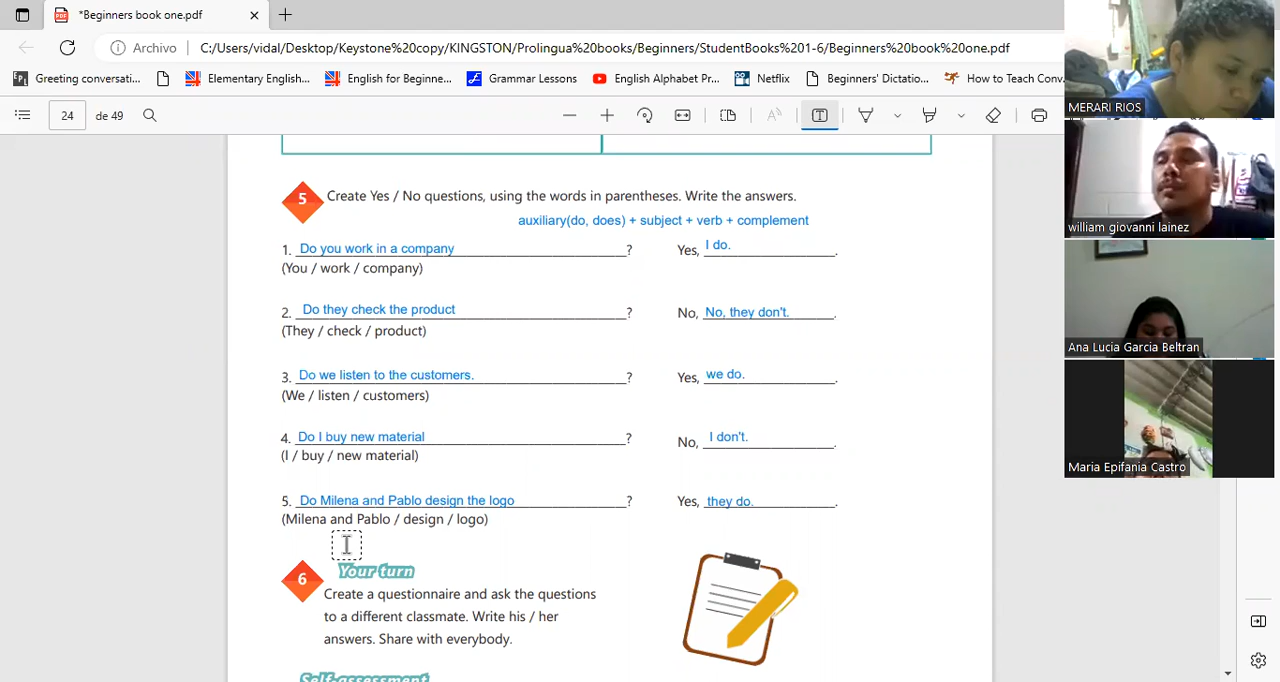 *Beginners book one.pdf
Archivo C:/Users/vidal/Desktop/Keystone%20copy/KINGSTON/Prolingua%20books/Beginners/StudentBooks%201-6/Beginners%20book%20one.pdf
Greeting conversati... Elementary English... English for Beginne... Grammar Lessons English Alphabet Pr... Netflix Beginners' Dictatio... How to Teach Conv...
24 de 49
5 Create Yes / No questions, using the words in parentheses. Write the answers.
auxiliary(do, does) + subject + verb + complement
1. Do you work in a company ? Yes, I do.
(You / work / company)
2. Do they check the product ? No, No, they don't.
(They / check / product)
3. Do we listen to the customers. ? Yes, we do.
(We / listen / customers)
4. Do I buy new material ? No, I don't.
(I / buy / new material)
5. Do Milena and Pablo design the logo ? Yes, they do.
(Milena and Pablo / design / logo)
6 Your turn
Create a questionnaire and ask the questions
to a different classmate. Write his / her
answers. Share with everybody.
Self-assessment
MERARI RIOS
william giovanni lainez
Ana Lucia Garcia Beltran
Maria Epifania Castro